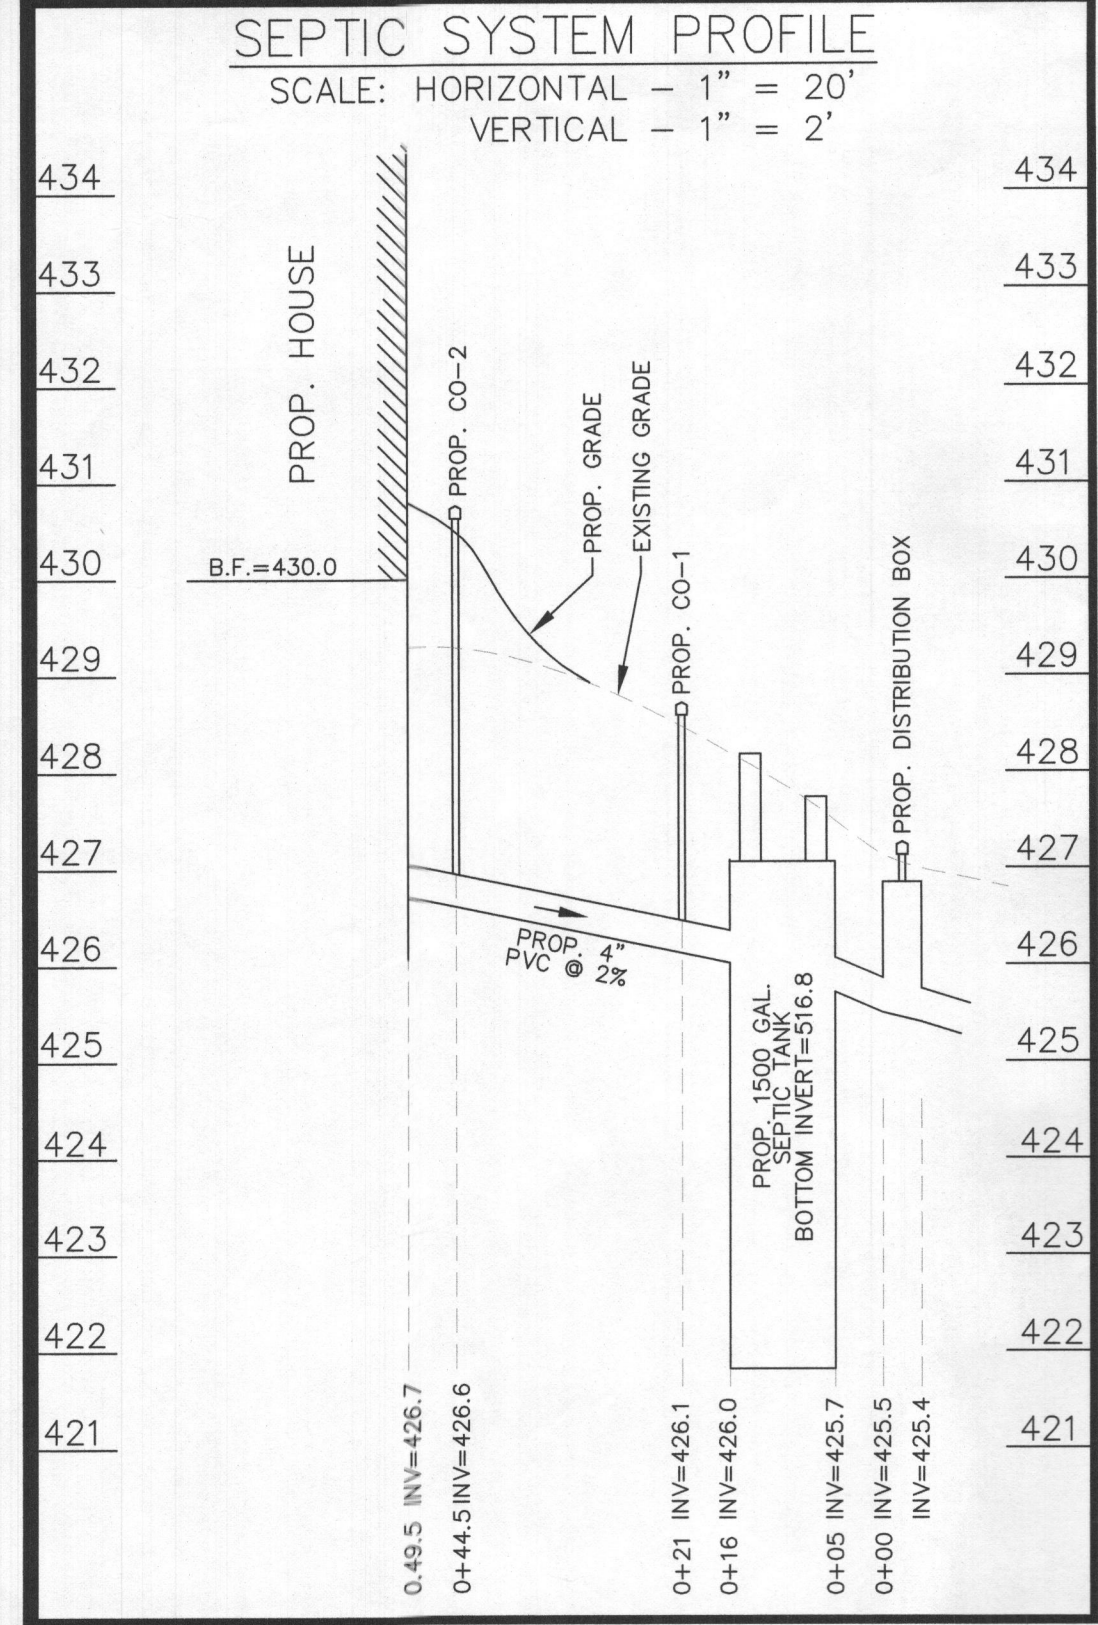 SEPTIC SYSTEM PROFILE
SCALE: HORIZONTAL - 1" = 20'
VERTICAL - 1" = 2'
434
433
432
431
430
429
428
427
426
425
424
423
422
421
PROP. HOUSE
B.F.=430.0
PROP. CO-2
PROP. GRADE
EXISTING GRADE
PROP. CO-1
PROP. DISTRIBUTION BOX
PROP. 4"
PVC @ 2%
PROP. 1500 GAL.
SEPTIC TANK
BOTTOM INVERT=516.8
0.49.5 INV=426.7
0+44.5 INV=426.6
0+21 INV=426.1
0+16 INV=426.0
0+05 INV=425.7
0+00 INV=425.5
INV=425.4
434
433
432
431
430
429
428
427
426
425
424
423
422
421